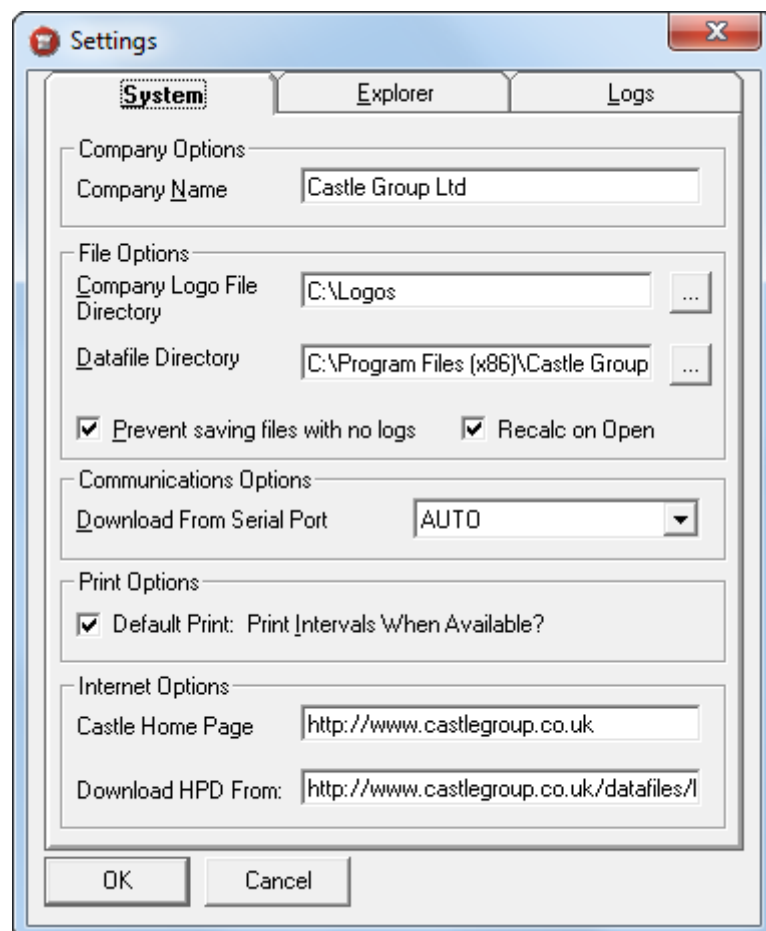 Settings
System Explorer Logs
Company Options
Company Name Castle Group Ltd
File Options
Company Logo File
Directory
C:\Logos ...
Datafile Directory C:\Program Files (x86)\Castle Group ...
Prevent saving files with no logs Recalc on Open
Communications Options
Download From Serial Port AUTO
Print Options
Default Print: Print Intervals When Available?
Internet Options
Castle Home Page http://www.castlegroup.co.uk
Download HPD From: http://www.castlegroup.co.uk/datafiles/
OK Cancel